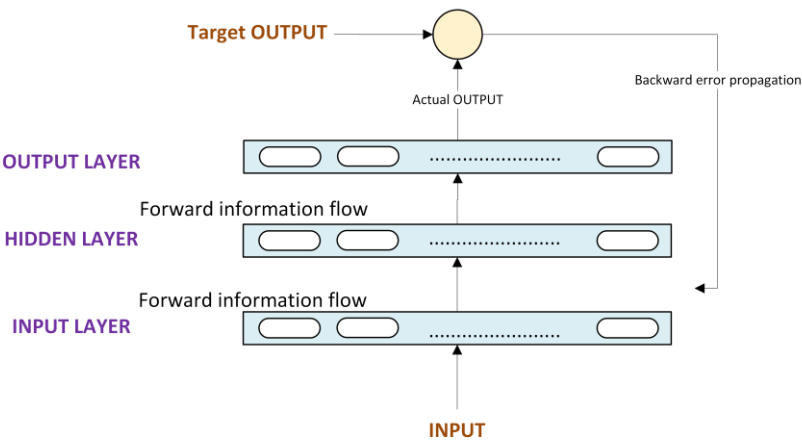 Target OUTPUT
Backward error propagation
Actual OUTPUT
OUTPUT LAYER
Forward information flow
HIDDEN LAYER
Forward information flow
INPUT LAYER
INPUT